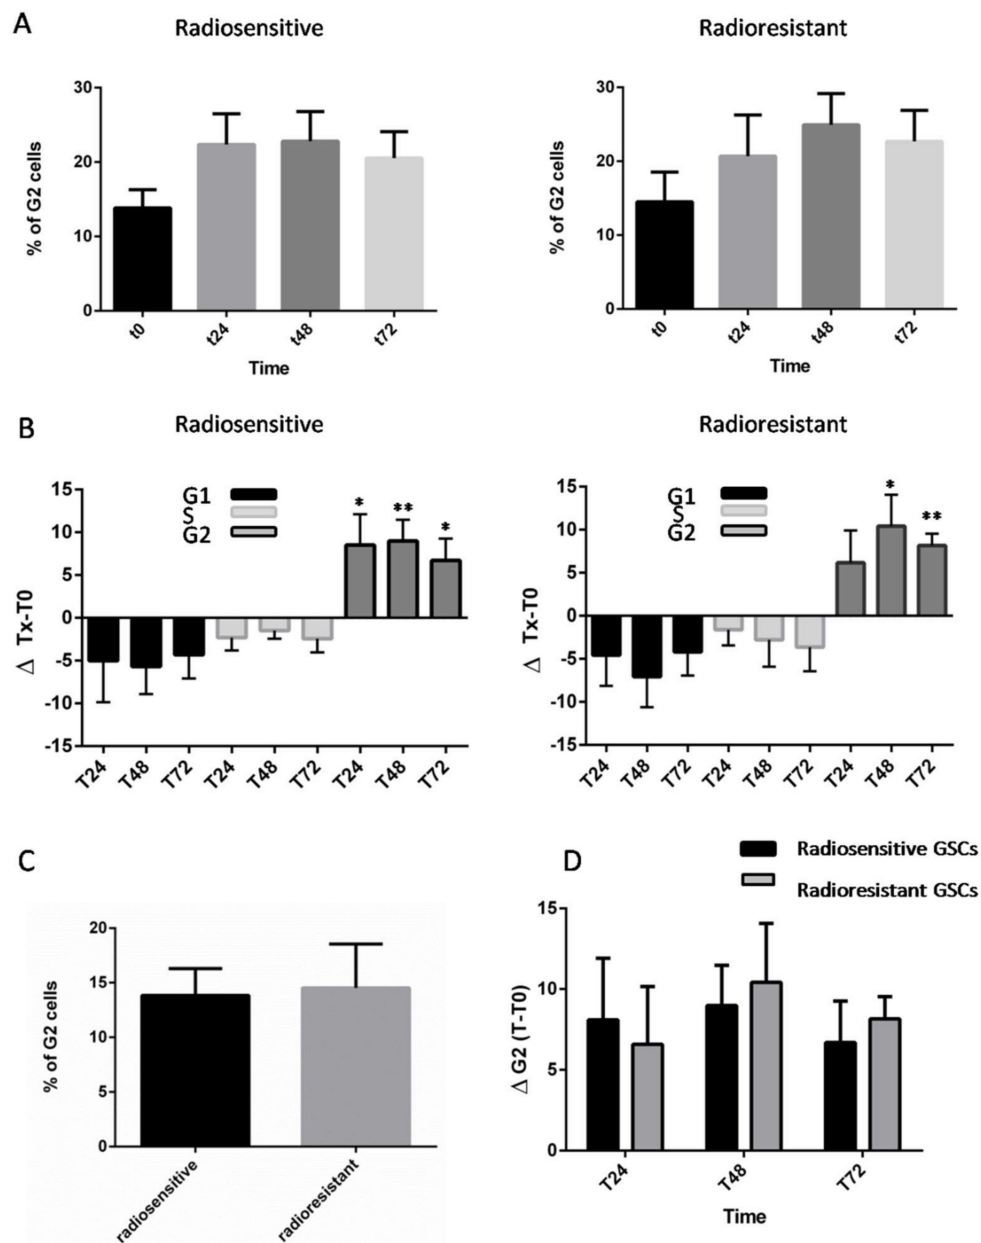 A
Radiosensitive
Radioresistant
% of G2 cells
30
20
10
0
t0
t24
t48
t72
Time
% of G2 cells
30
20
10
0
t0
t24
t48
t72
Time
B
Radiosensitive
Radioresistant
Δ Tx-T0
15
10
5
0
-5
-10
-15
G1
S
G2
*
**
*
T24
T48
T72
T24
T48
T72
T24
T48
T72
Δ Tx-T0
15
10
5
0
-5
-10
-15
G1
S
G2
*
**
T24
T48
T72
T24
T48
T72
T24
T48
T72
C
% of G2 cells
20
15
10
5
0
radiosensitive
radioresistant
D
Radiosensitive GSCs
Radioresistant GSCs
Δ G2 (T-T0)
15
10
5
0
T24
T48
T72
Time